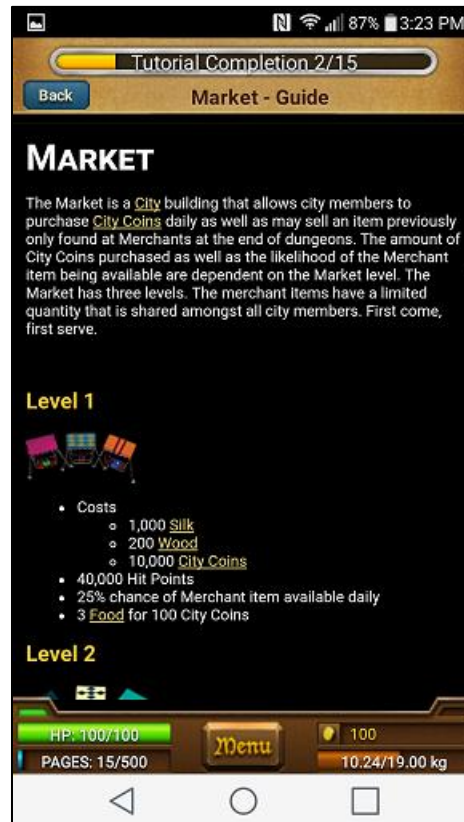 87% 3:23 PM
Tutorial Completion 2/15
Back
Market - Guide
MARKET
The Market is a City building that allows city members to
purchase City Coins daily as well as may sell an item previously
only found at Merchants at the end of dungeons. The amount of
City Coins purchased as well as the likelihood of the Merchant
item being available are dependent on the Market level. The
Market has three levels. The merchant items have a limited
quantity that is shared amongst all city members. First come,
first serve.
Level 1
• Costs
o 1,000 Silk
o 200 Wood
o 10,000 City Coins
• 40,000 Hit Points
• 25% chance of Merchant item available daily
• 3 Food for 100 City Coins
Level 2
HP: 100/100
Menu
100
PAGES: 15/500
10.24/19.00 kg